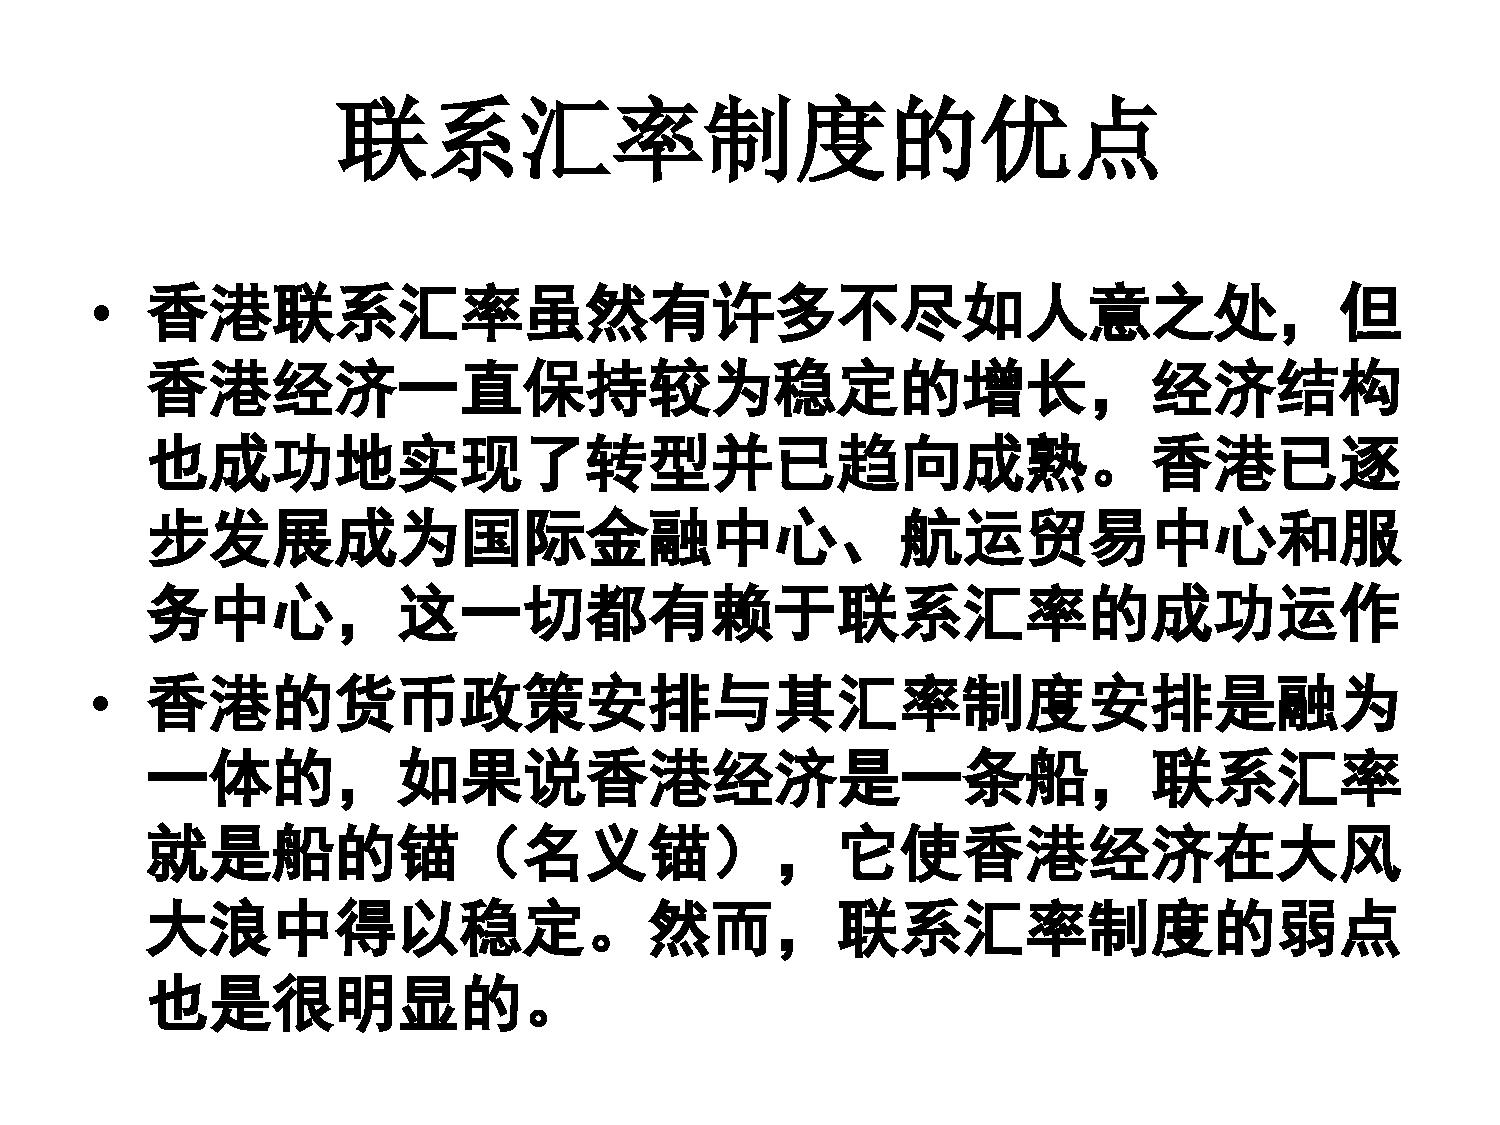 联系汇率制度的优点
• 香港联系汇率虽然有许多不尽如人意之处，但
香港经济一直保持较为稳定的增长，经济结构
也成功地实现了转型并已趋向成熟。香港已逐
步发展成为国际金融中心、航运贸易中心和服
务中心，这一切都有赖于联系汇率的成功运作
• 香港的货币政策安排与其汇率制度安排是融为
一体的，如果说香港经济是一条船，联系汇率
就是船的锚（名义锚），它使香港经济在大风
大浪中得以稳定。然而，联系汇率制度的弱点
也是很明显的。